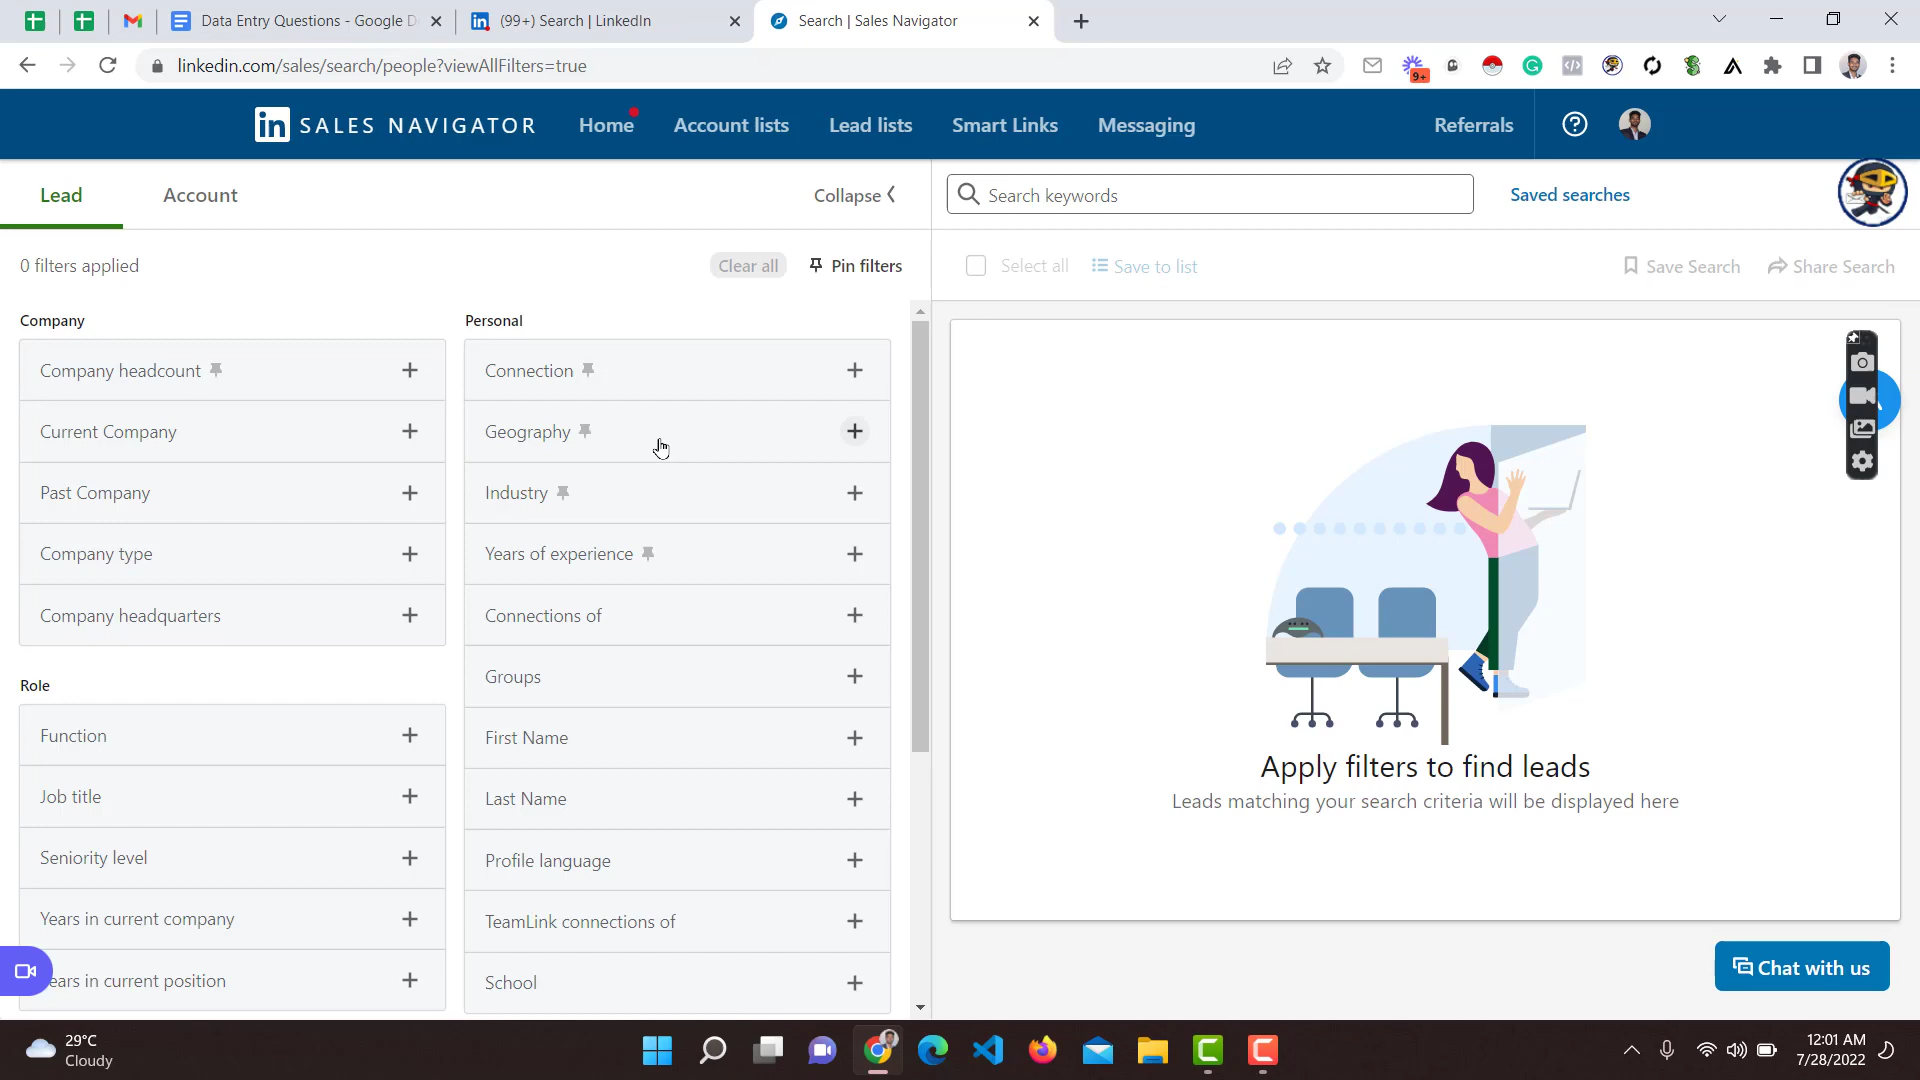 Data Entry Questions - Google D
(99+) Search | LinkedIn
Search | Sales Navigator
linkedin.com/sales/search/people?viewAllFilters=true
9+
in SALES NAVIGATOR
Home
Account lists
Lead lists
Smart Links
Messaging
Referrals
Lead
Account
Collapse
Search keywords
Saved searches
0 filters applied
Clear all
Pin filters
Select all
Save to list
Save Search
Share Search
Company
Company headcount
Current Company
Past Company
Company type
Company headquarters
Role
Function
Job title
Seniority level
Years in current company
ears in current position
Personal
Connection
Geography
Industry
Years of experience
Connections of
Groups
First Name
Last Name
Profile language
TeamLink connections of
School
Apply filters to find leads
Leads matching your search criteria will be displayed here
Chat with us
29°C
Cloudy
12:01 AM
7/28/2022